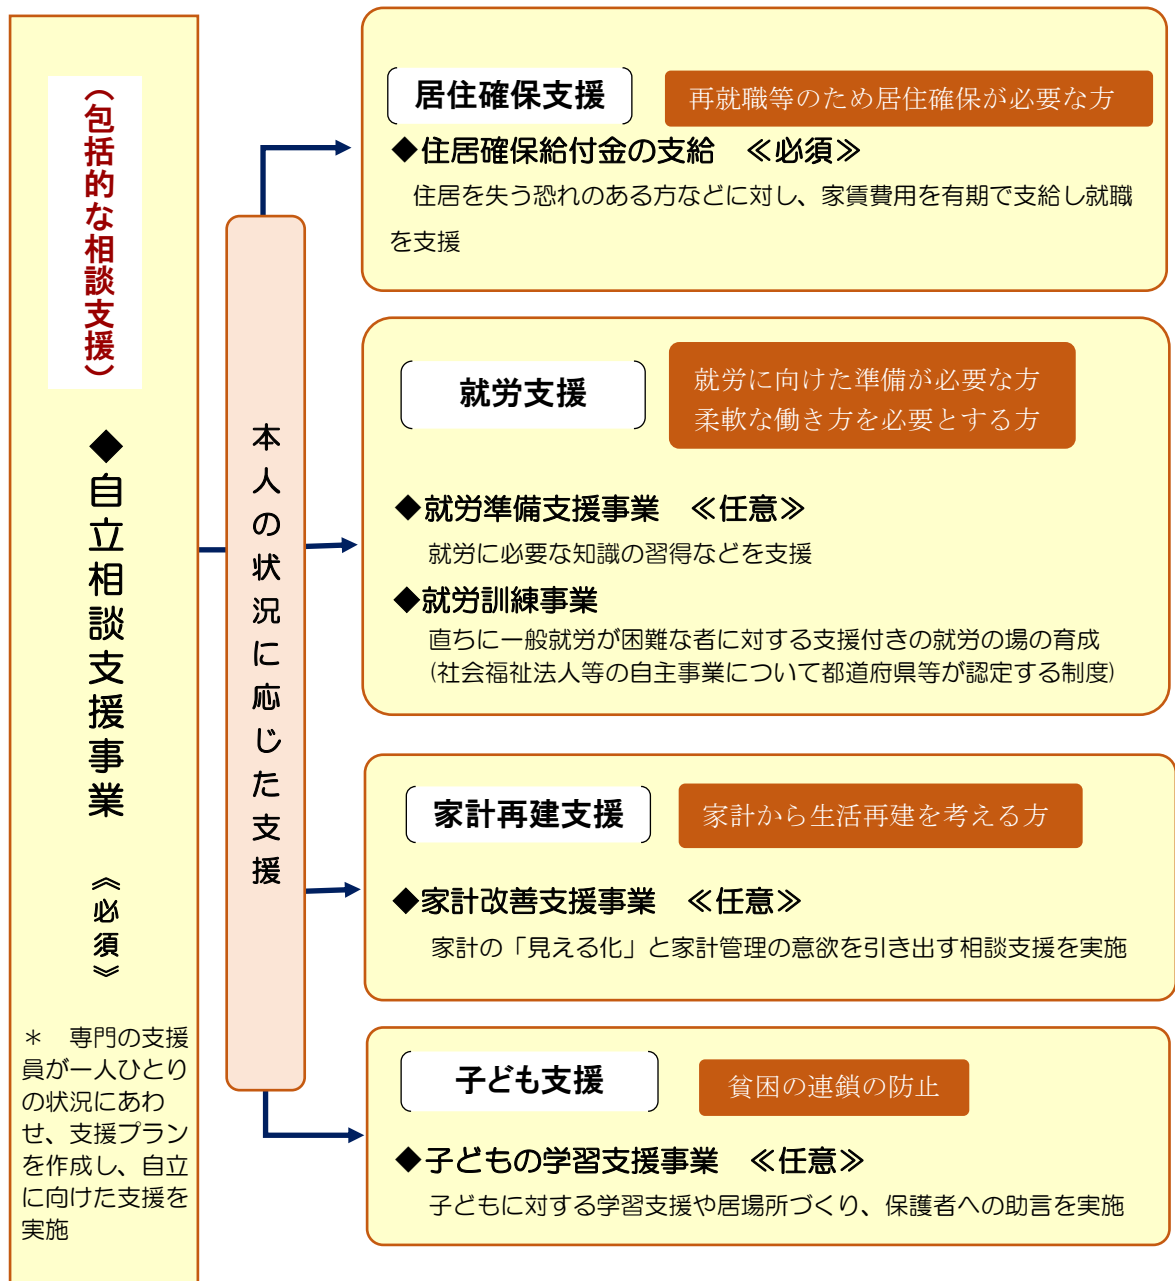 （包括的な相談支援）
◆自立相談支援事業　《必須》
＊　専門の支援
員が一人ひとり
の状況にあわ
せ、支援プラン
を作成し、自立
に向けた支援を
実施
本人の状況に応じた支援
居住確保支援
再就職等のため居住確保が必要な方
◆住居確保給付金の支給　≪必須≫
住居を失う恐れのある方などに対し、家賃費用を有期で支給し就職
を支援
就労支援
就労に向けた準備が必要な方
柔軟な働き方を必要とする方
◆就労準備支援事業　≪任意≫
就労に必要な知識の習得などを支援
◆就労訓練事業
直ちに一般就労が困難な者に対する支援付きの就労の場の育成
(社会福祉法人等の自主事業について都道府県等が認定する制度)
家計再建支援
家計から生活再建を考える方
◆家計改善支援事業　≪任意≫
家計の「見える化」と家計管理の意欲を引き出す相談支援を実施
子ども支援
貧困の連鎖の防止
◆子どもの学習支援事業　≪任意≫
子どもに対する学習支援や居場所づくり、保護者への助言を実施